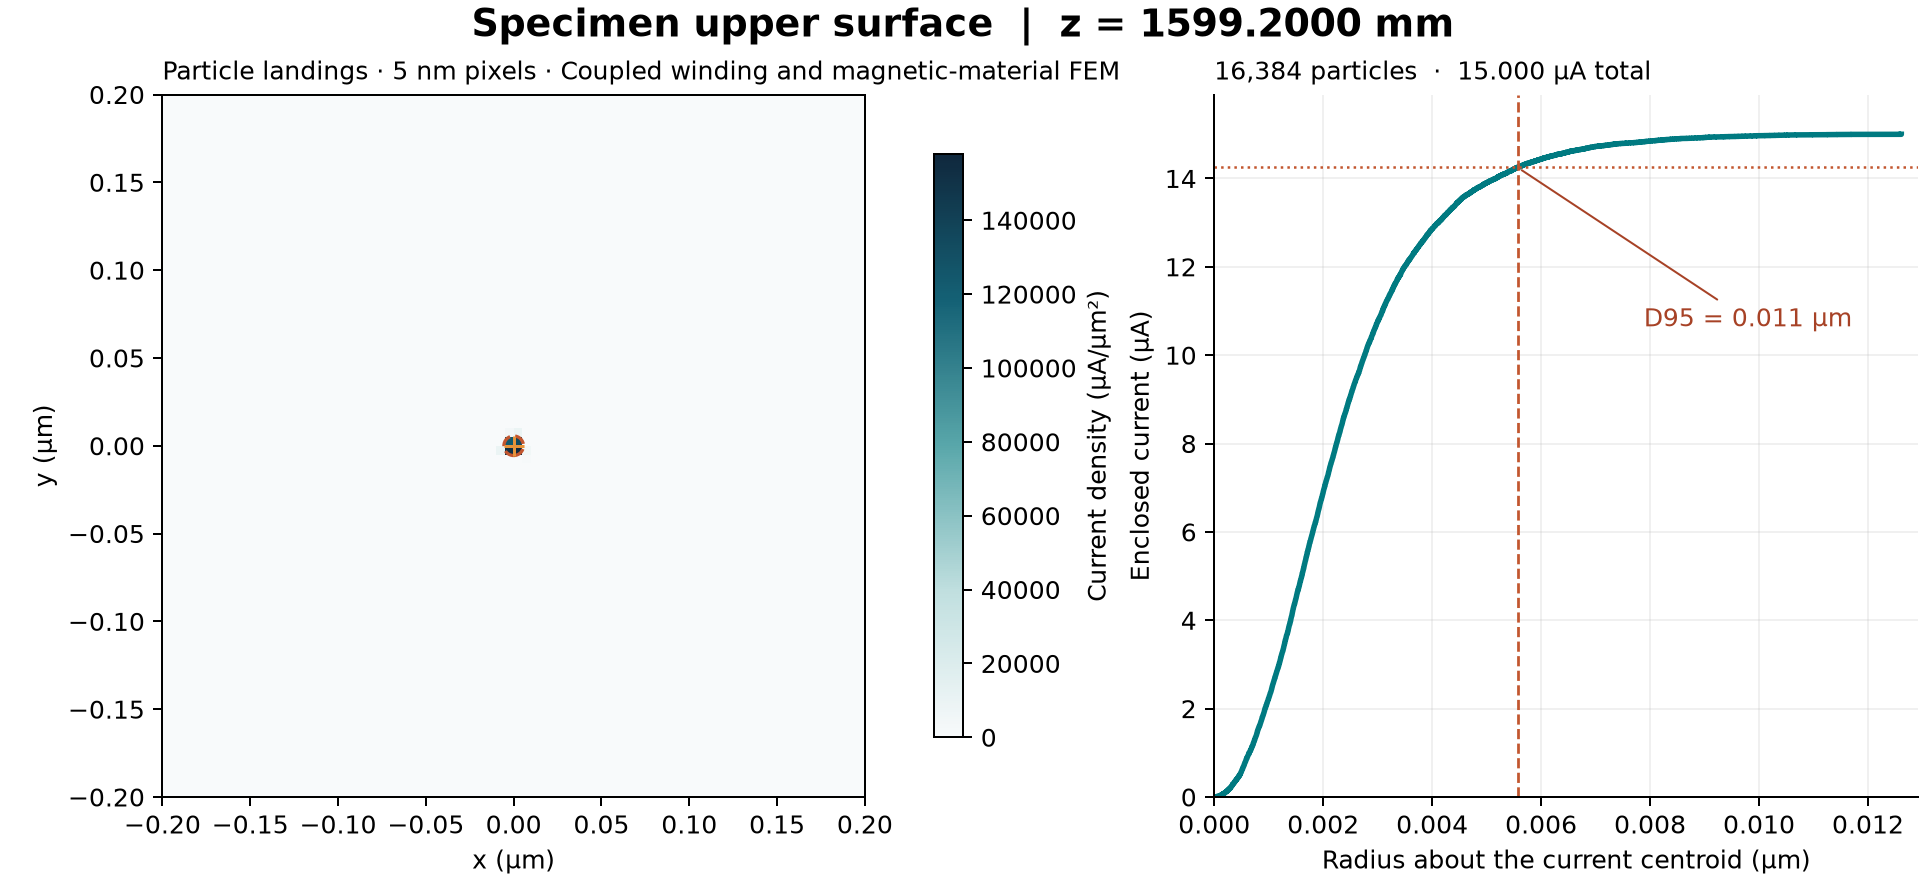 Specimen upper surface | z = 1599.2000 mm
Particle landings · 5 nm pixels · Coupled winding and magnetic-material FEM
0.20
0.15
0.10
0.05
0.00
−0.05
−0.10
−0.15
−0.20
y (µm)
−0.20 −0.15 −0.10 −0.05 0.00 0.05 0.10 0.15 0.20
x (µm)
140000
120000
100000
80000
60000
40000
20000
0
Current density (µA/µm²)
16,384 particles · 15.000 µA total
14
12
10
8
6
4
2
0
Enclosed current (µA)
D95 = 0.011 µm
0.000 0.002 0.004 0.006 0.008 0.010 0.012
Radius about the current centroid (µm)